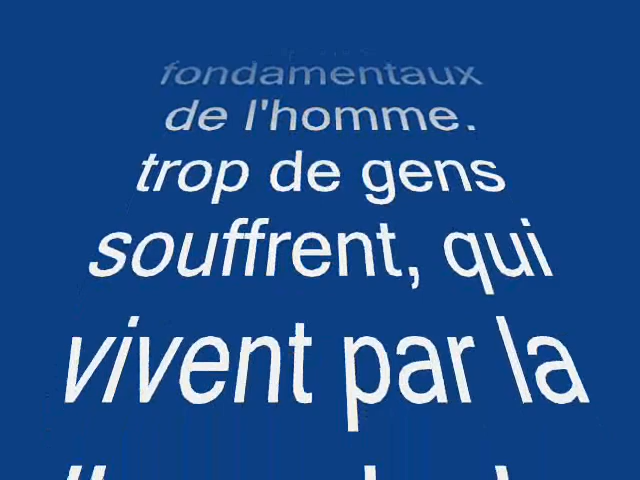 fondamentaux
de l'homme.
trop de gens
souffrent, qui
vivent par la